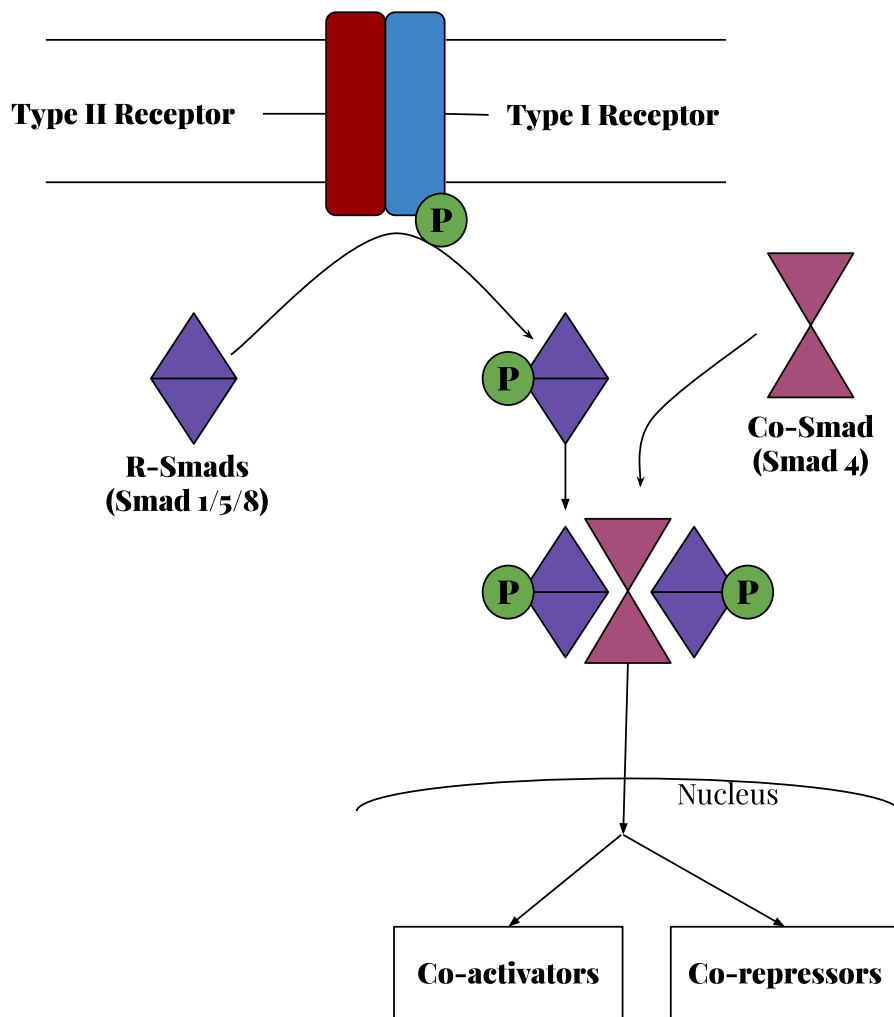 Type II Receptor
Type I Receptor
P
P
Co-Smad
(Smad 4)
R-Smads
(Smad 1/5/8)
P
P
Nucleus
Co-activators
Co-repressors